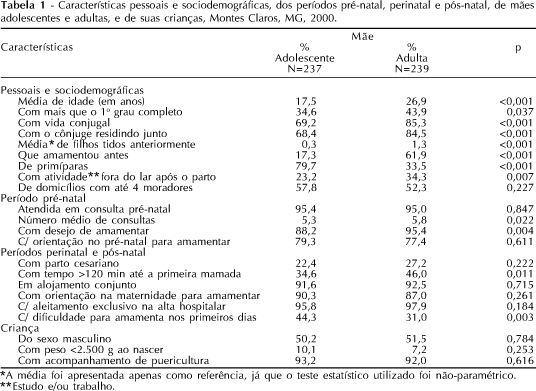 Tabela 1 - Características pessoais e sociodemográficas, dos períodos pré-natal, perinatal e pós-natal, de mães
adolescentes e adultas, e de suas crianças, Montes Claros, MG, 2000.
Mãe
Características % % p
Adolescente Adulta
N=237 N=239
Pessoais e sociodemográficas
Média de idade (em anos) 17,5 26,9 <0,001
Com mais que o 1º grau completo 34,6 43,9 0,037
Com vida conjugal 69,2 85,3 <0,001
Com o cônjuge residindo junto 68,4 84,5 <0,001
Média* de filhos tidos anteriormente 0,3 1,3 <0,001
Que amamentou antes 17,3 61,9 <0,001
De primíparas 79,7 33,5 <0,001
Com atividade** fora do lar após o parto 23,2 34,3 0,007
De domicílios com até 4 moradores 57,8 52,3 0,227
Período pré-natal
Atendida em consulta pré-natal 95,4 95,0 0,847
Número médio de consultas 5,3 5,8 0,022
Com desejo de amamentar 88,2 95,4 0,004
C/ orientação no pré-natal para amamentar 79,3 77,4 0,611
Períodos perinatal e pós-natal
Com parto cesariano 22,4 27,2 0,222
Com tempo >120 min até a primeira mamada 34,6 46,0 0,011
Em alojamento conjunto 91,6 92,5 0,715
Com orientação na maternidade para amamentar 90,3 87,0 0,261
C/ aleitamento exclusivo na alta hospitalar 95,8 97,9 0,184
C/ dificuldade para amamenta nos primeiros dias 44,3 31,0 0,003
Criança
Do sexo masculino 50,2 51,5 0,784
Com peso <2.500 g ao nascer 10,1 7,2 0,253
Com acompanhamento de puericultura 93,2 92,0 0,616
*A média foi apresentada apenas como referência, já que o teste estatístico utilizado foi não-paramétrico.
**Estudo e/ou trabalho.